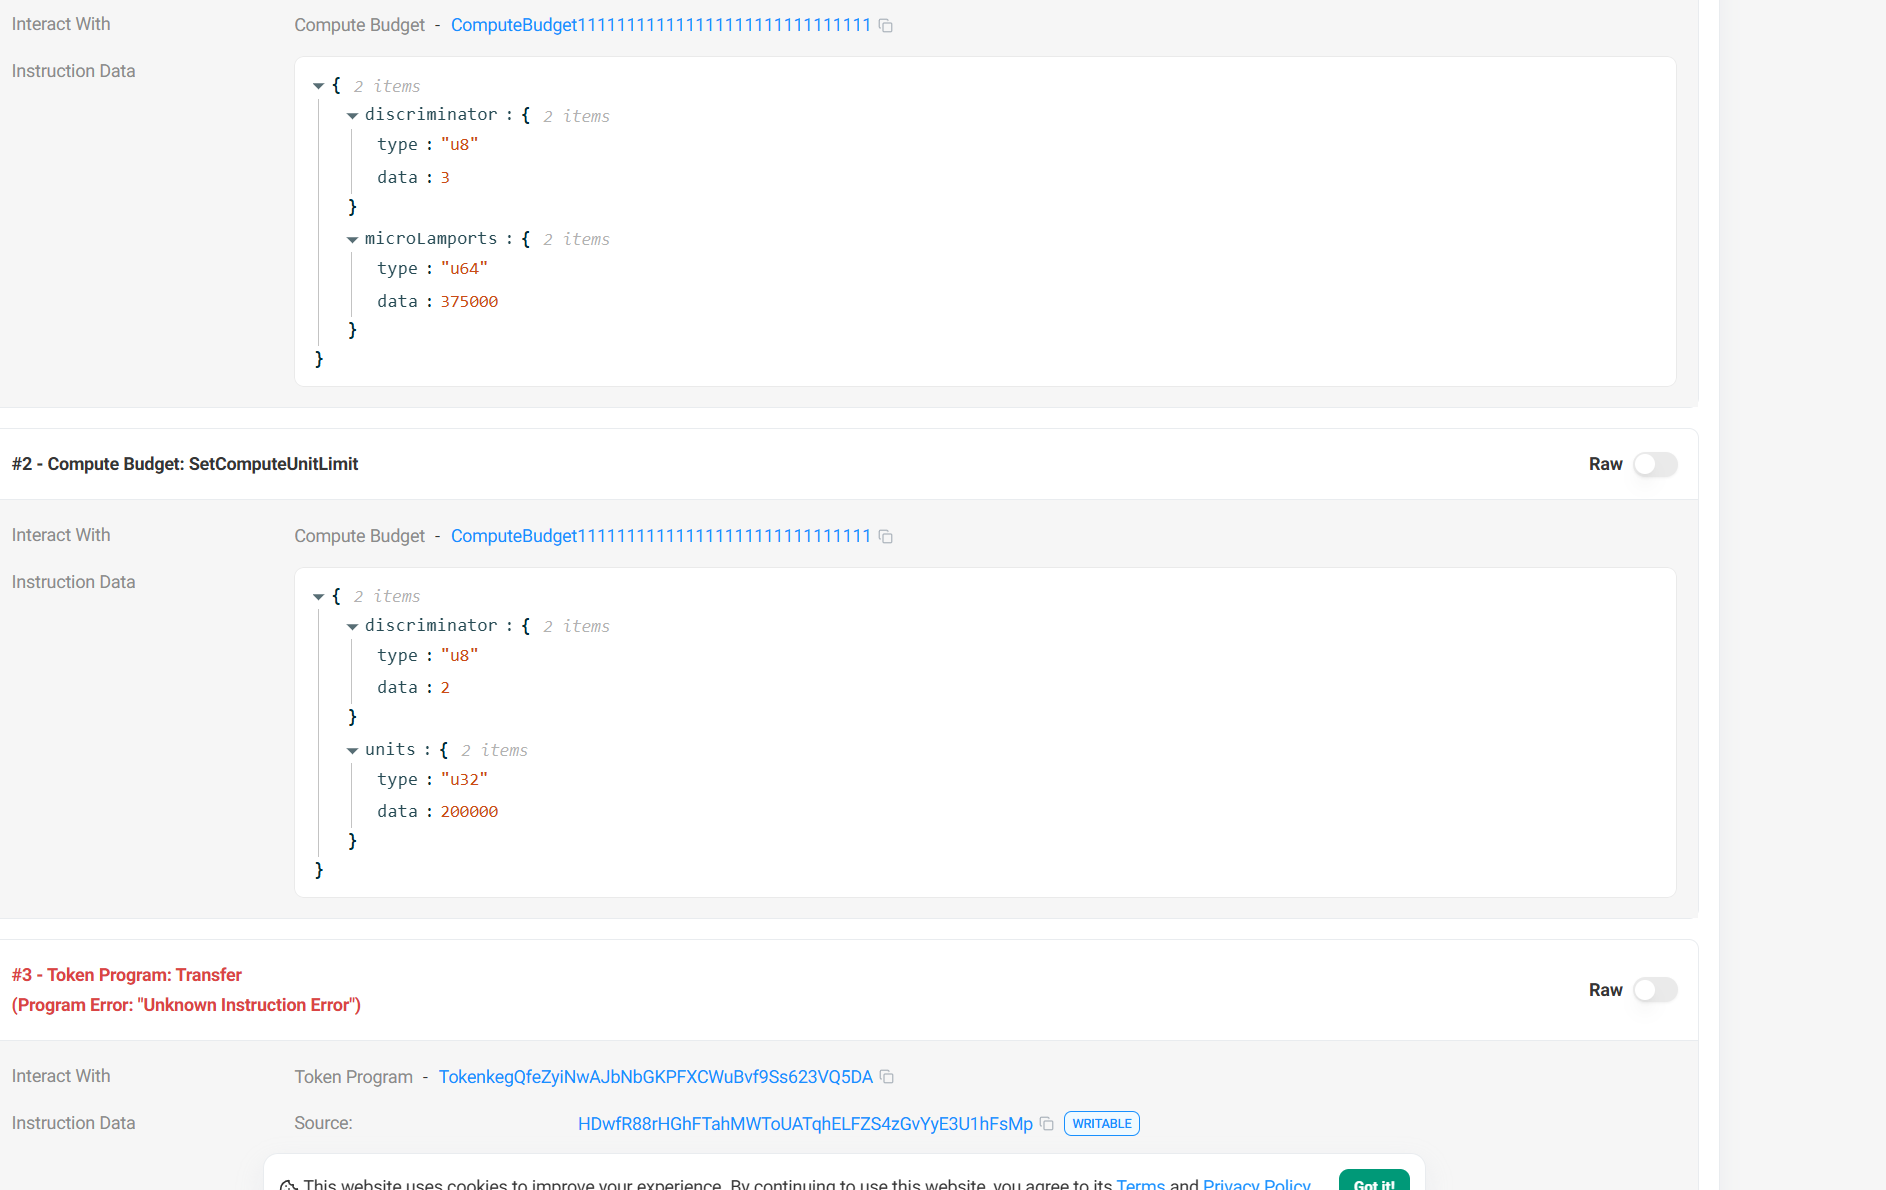 Interact With
Compute Budget - ComputeBudget111111111111111111111111111111
Instruction Data
{ 2 items
discriminator : { 2 items
type : "u8"
data : 3
}
microLamports : { 2 items
type : "u64"
data : 375000
}
}
#2 - Compute Budget: SetComputeUnitLimit
Raw
Interact With
Compute Budget - ComputeBudget111111111111111111111111111111
Instruction Data
{ 2 items
discriminator : { 2 items
type : "u8"
data : 2
}
units : { 2 items
type : "u32"
data : 200000
}
}
#3 - Token Program: Transfer
(Program Error: "Unknown Instruction Error")
Raw
Interact With
Token Program - TokenkegQfeZyiNwAJbNbGKPFXCWuBvf9Ss623VQ5DA
Instruction Data
Source: HDwfR88rHGhFTahMWToUATqhELFZS4zGvYyE3U1hFsMp WRITABLE
This website uses cookies to improve your experience. By continuing to use this website, you agree to its Terms and Privacy Policy.
Got it!